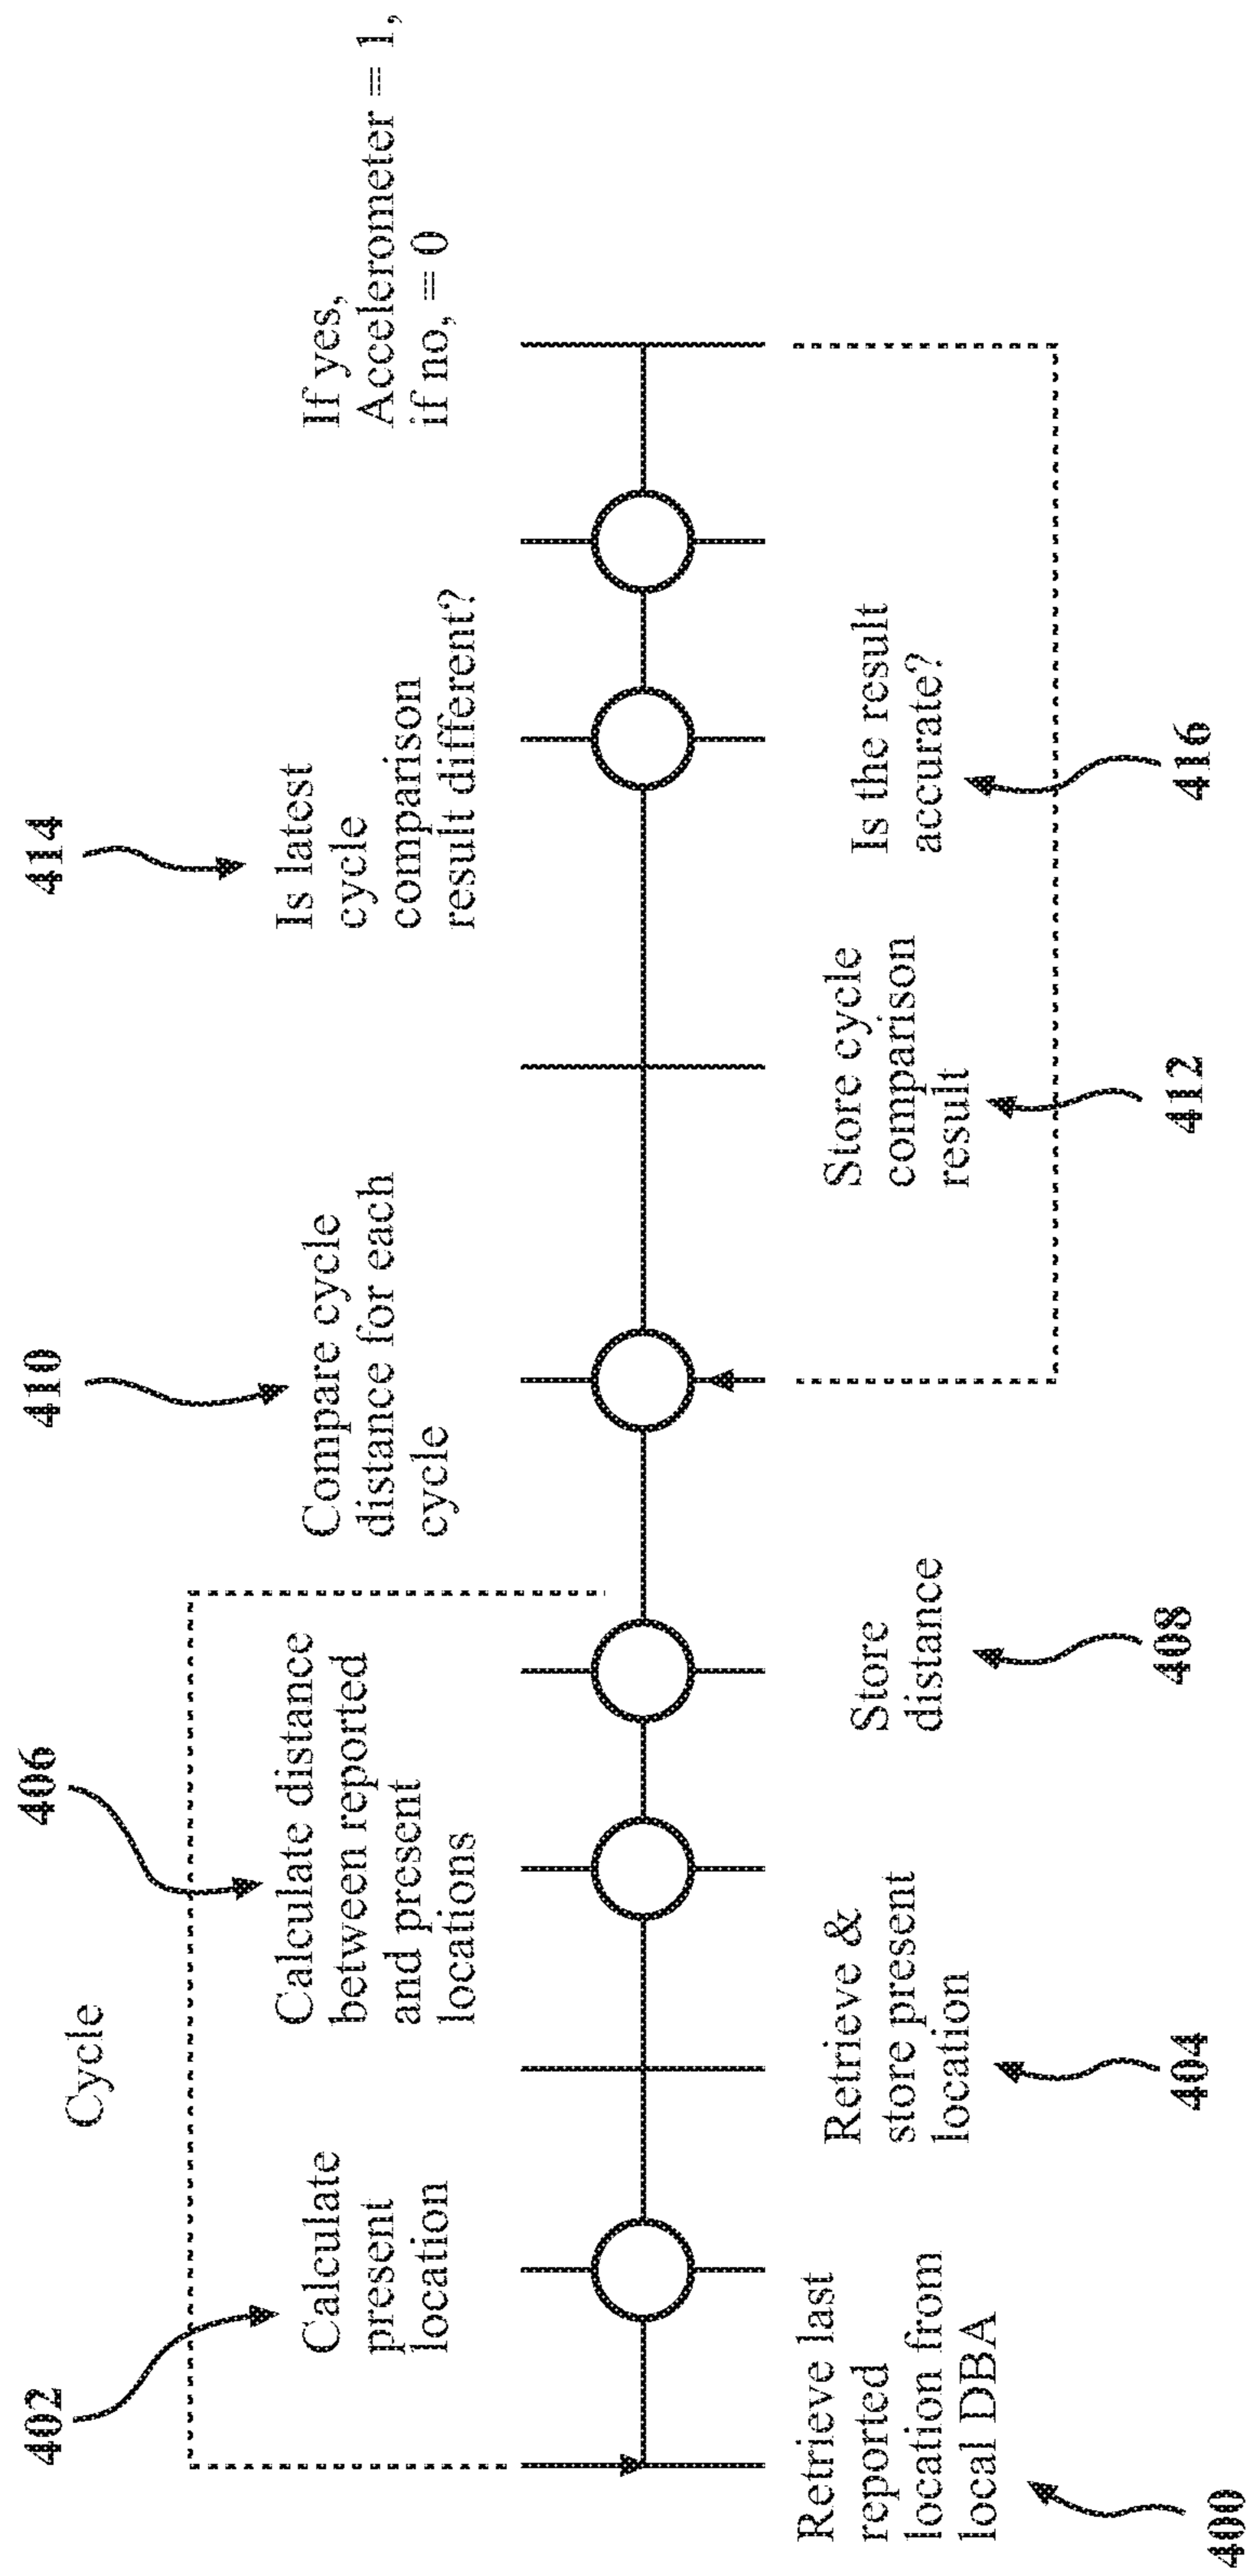 Cycle
402
Calculate
present
location
406
Calculate distance
between reported
and present
locations
410
Compare cycle
distance for each
cycle
414
Is latest
cycle
comparison
result different?
If yes,
Accelerometer = 1,
if no, = 0
Retrieve last
reported
location from
local DBA
400
Retrieve &
store present
location
404
Store
distance
408
Store cycle
comparison
result
412
Is the result
accurate?
416